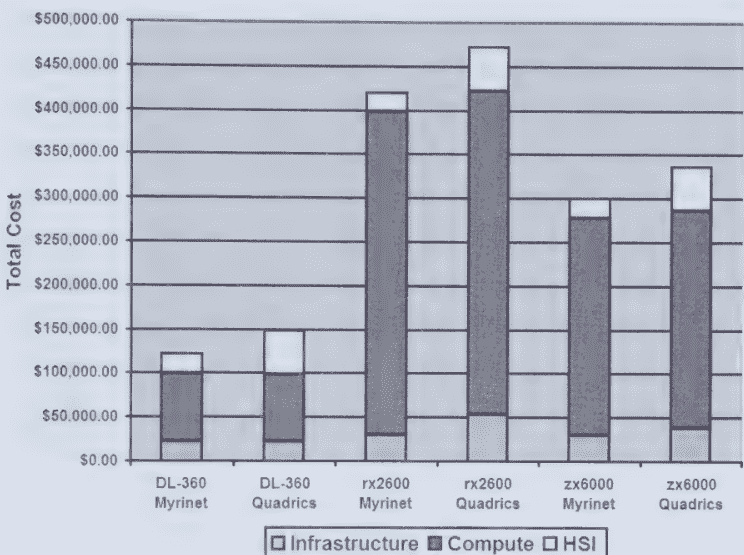 $500,000.00
$450,000.00
$400,000.00
$350,000.00
$300,000.00
$250,000.00
$200,000.00
$150,000.00
$100,000.00
$50,000.00
$0.00
Total Cost
DL-360 DL-360 rx2600 rx2600 zx6000 zx6000
Myrinet Quadrics Myrinet Quadrics Myrinet Quadrics
Infrastructure Compute HSI